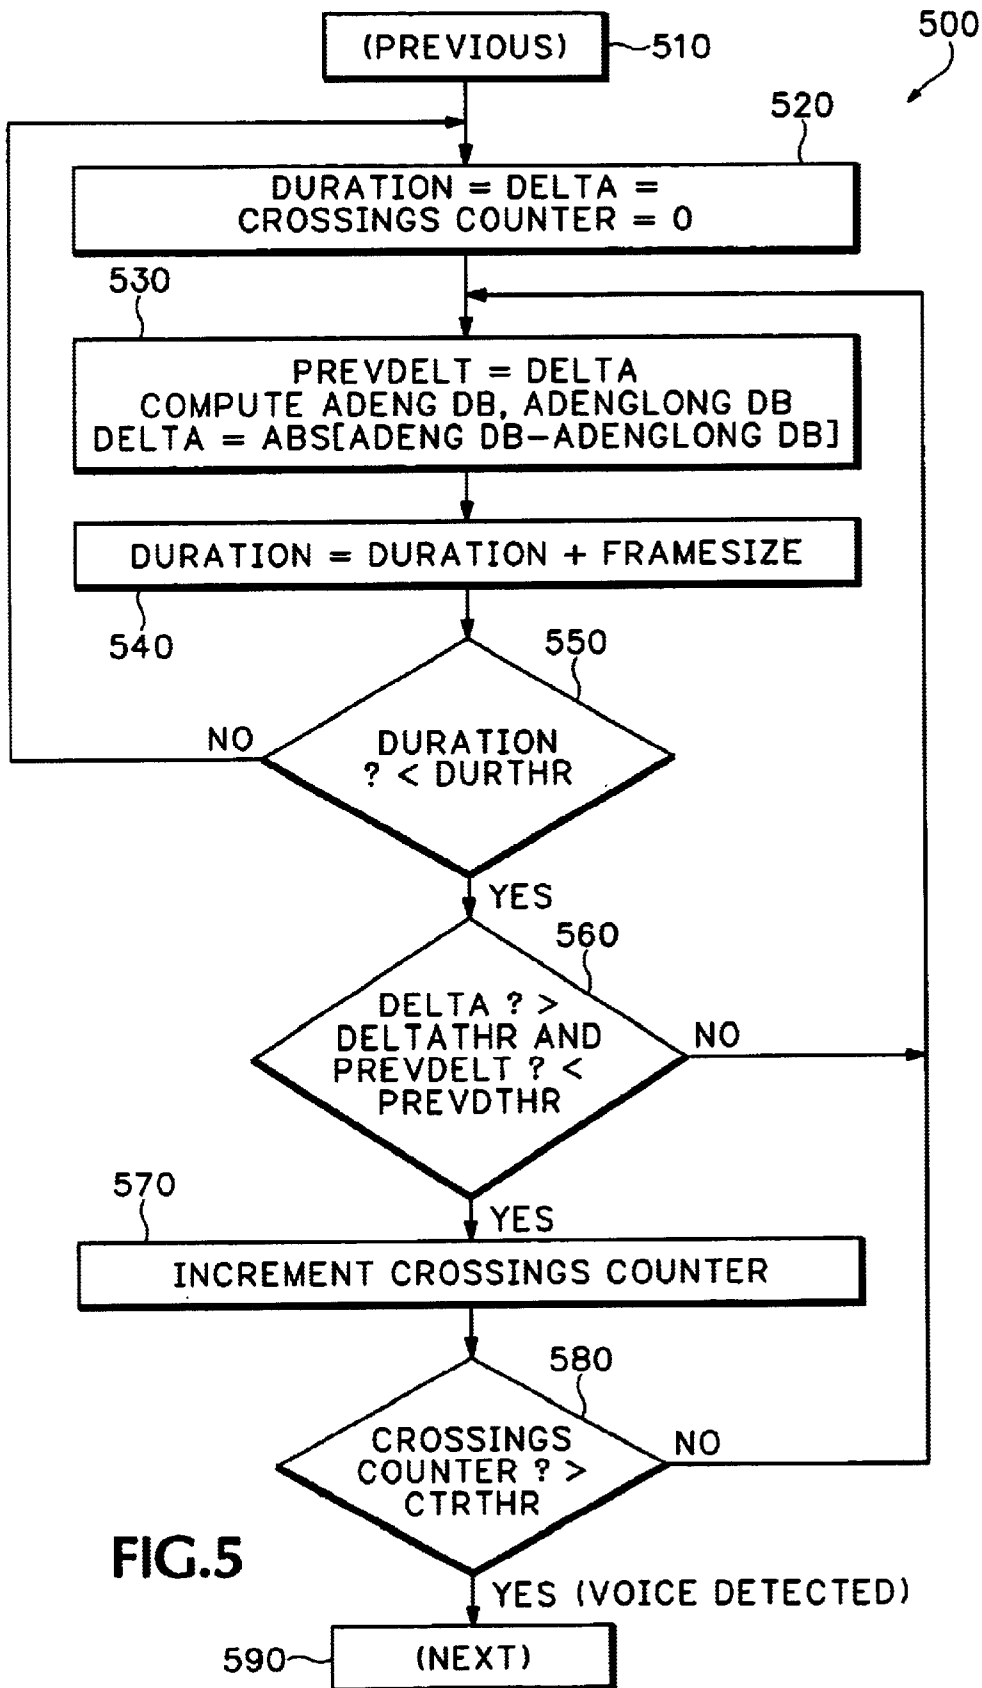 500
(PREVIOUS)
510
520
DURATION = DELTA =
CROSSINGS COUNTER = 0
530
PREVDELT = DELTA
COMPUTE ADENG DB, ADENGLONG DB
DELTA = ABS[ADENG DB-ADENGLONG DB]
DURATION = DURATION + FRAMESIZE
540
550
DURATION
? < DURTHR
NO
YES
560
DELTA ? >
DELTATHR AND
PREVDELT ? <
PREVDTHR
NO
YES
570
INCREMENT CROSSINGS COUNTER
580
CROSSINGS
COUNTER ? >
CTRTHR
NO
YES (VOICE DETECTED)
590
(NEXT)
FIG.5